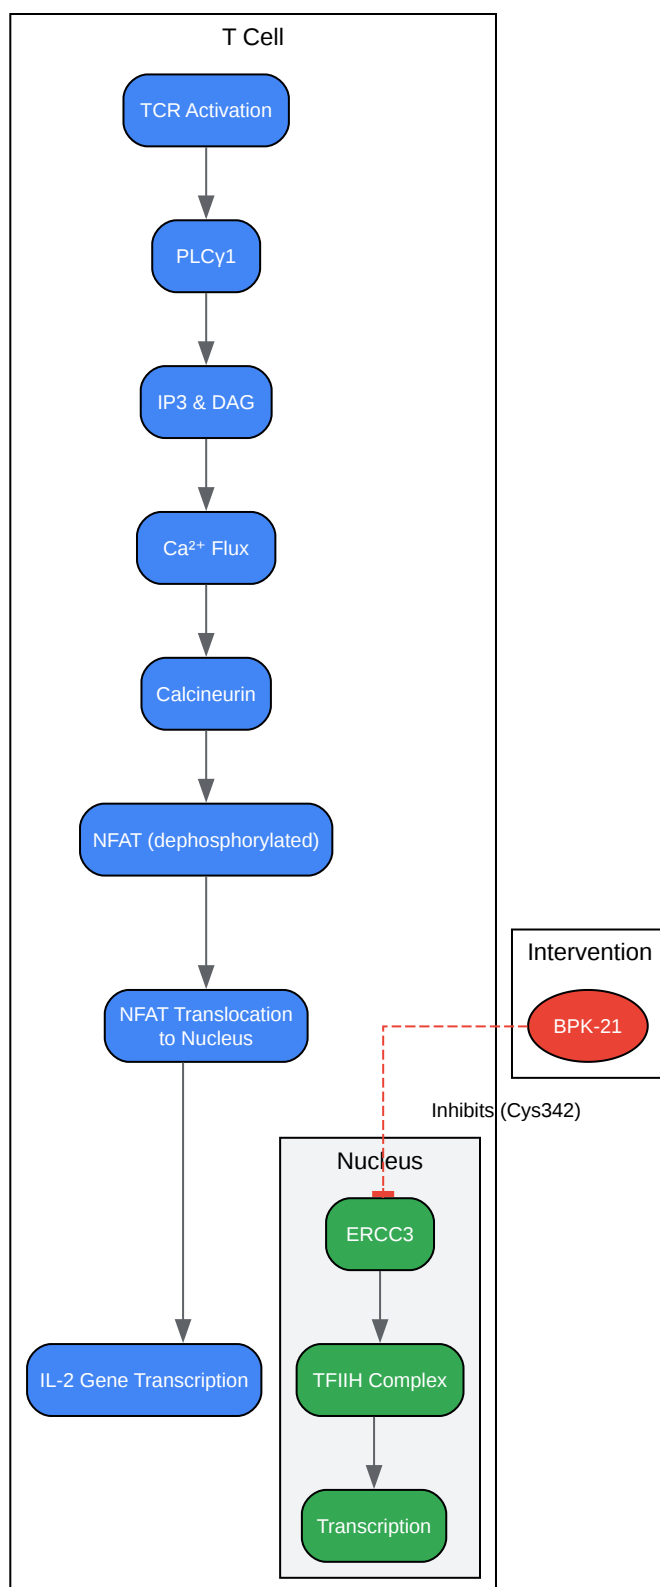 T Cell
TCR Activation
PLCγ1
IP3 & DAG
Ca²⁺ Flux
Calcineurin
NFAT (dephosphorylated)
Intervention
NFAT Translocation
to Nucleus
BPK-21
Inhibits (Cys342)
Nucleus
ERCC3
IL-2 Gene Transcription
TFIIH Complex
Transcription